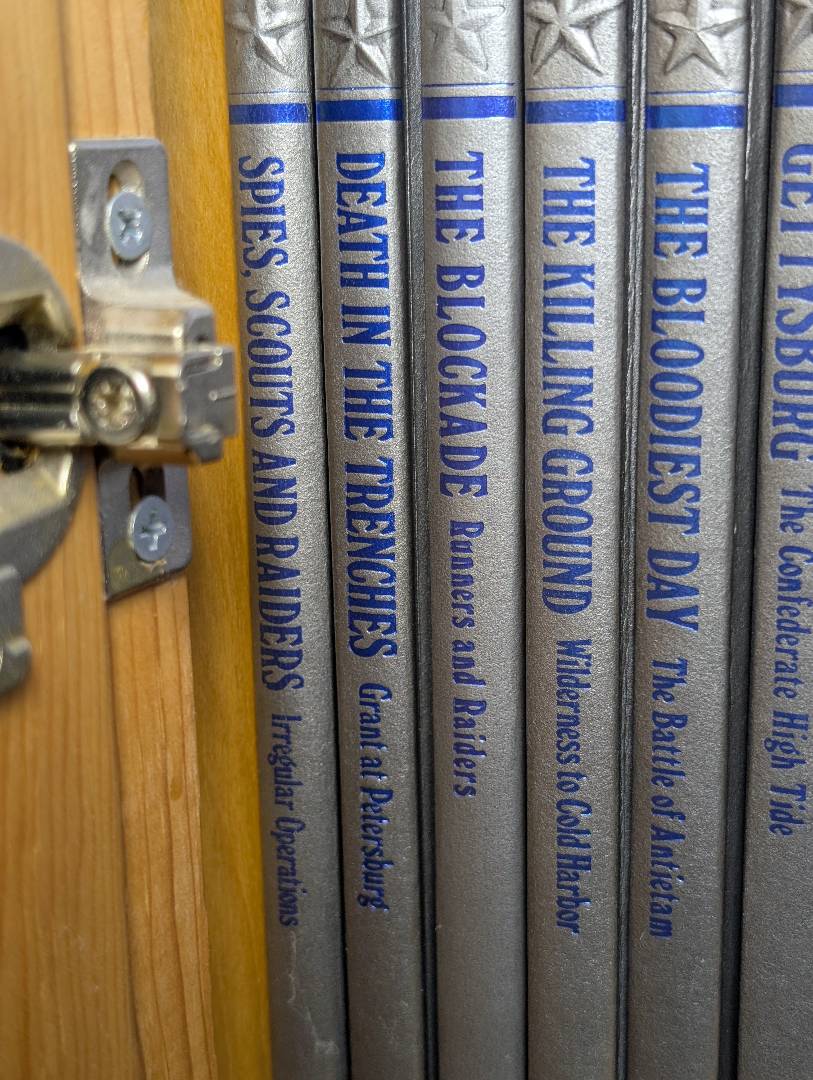 SPIES, SCOUTS AND RAIDERS Irregular Operations
DEATH IN THE TRENCHES Grant at Petersburg
THE BLOCKADE Runners and Raiders
THE KILLING GROUND Wilderness to Cold Harbor
THE BLOODIEST DAY The Battle of Antietam
GETTYSBURG The Confederate High Tide